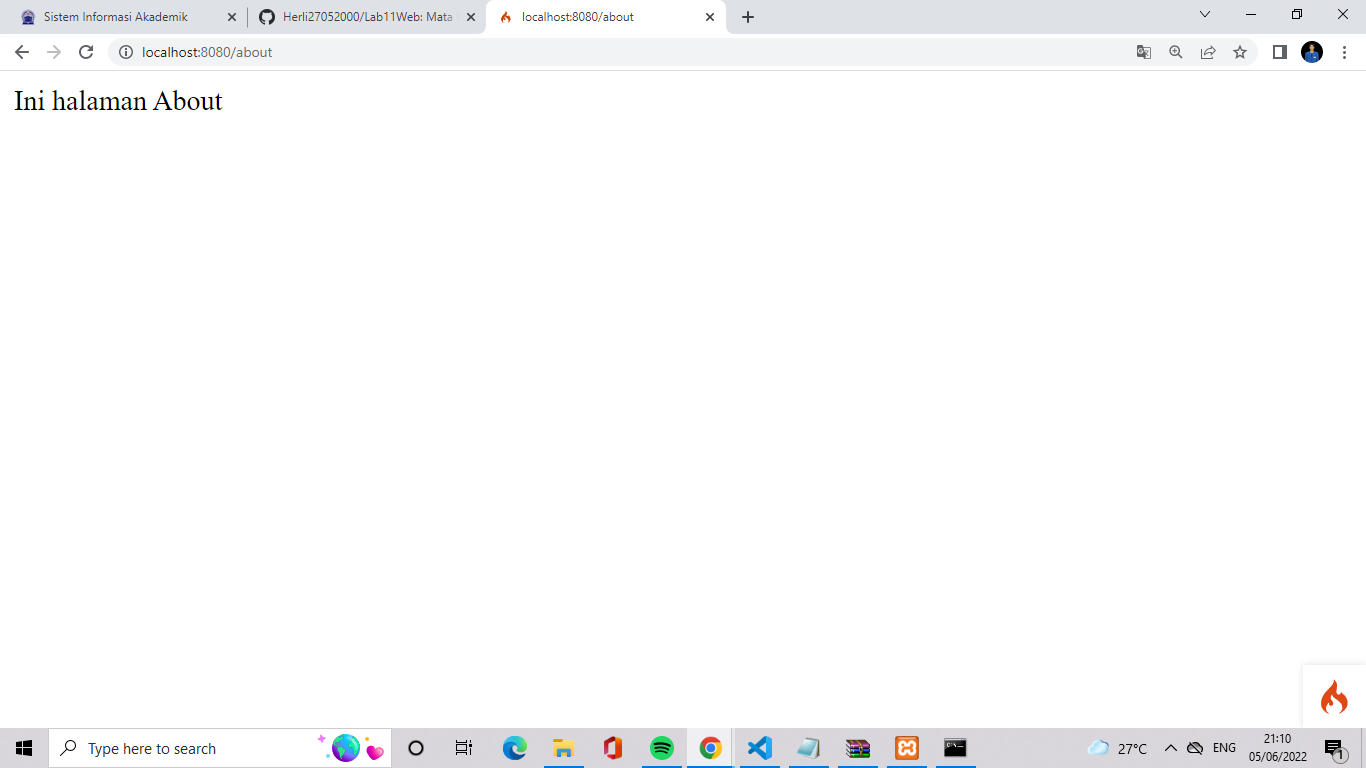 Sistem Informasi Akademik
Herli27052000/Lab11Web: Mata
localhost:8080/about
localhost:8080/about
Ini halaman About
Type here to search
27°C
ENG
21:10
05/06/2022
1